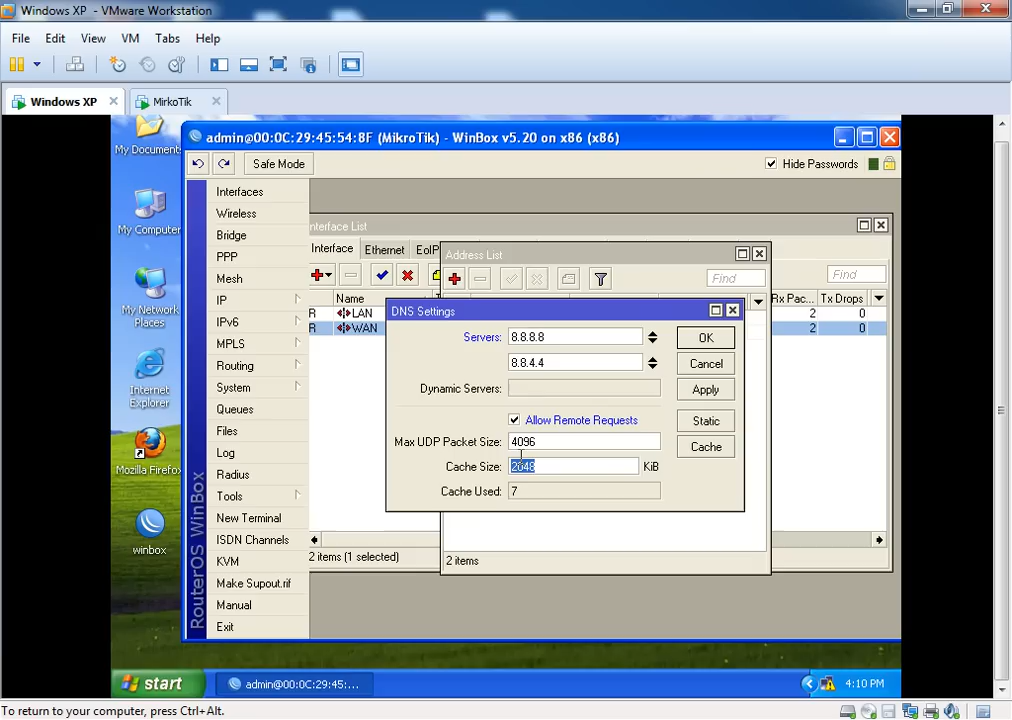 Windows XP - VMware Workstation
File Edit View VM Tabs Help
Windows XP
MirkoTik
My Documents
My Computer
My Network
Places
Internet
Explorer
Mozilla Firefox
winbox
admin@00:0C:29:45:54:8F (MikroTik) - WinBox v5.20 on x86 (x86)
Safe Mode
Hide Passwords
RouterOS WinBox
Interfaces
Wireless
Bridge
PPP
Mesh
IP
IPv6
MPLS
Routing
System
Queues
Files
Log
Radius
Tools
New Terminal
ISDN Channels
KVM
Make Supout.rif
Manual
Exit
nterface List
Interface Ethernet EoIP
Find
Name Rx Pac... Tx Drops
R LAN 2 0
R WAN 2 0
2 items (1 selected)
Address List
Find
2 items
DNS Settings
Servers: 8.8.8.8
8.8.4.4
Dynamic Servers:
Allow Remote Requests
Max UDP Packet Size: 4096
Cache Size: 2048 KiB
Cache Used: 7
OK
Cancel
Apply
Static
Cache
start
admin@00:0C:29:45:...
4:10 PM
To return to your computer, press Ctrl+Alt.